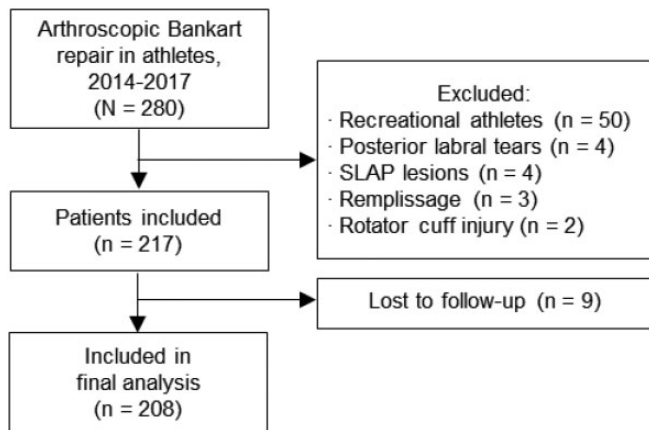 Arthroscopic Bankart
repair in athletes,
2014-2017
(N = 280)
Excluded:
· Recreational athletes (n = 50)
· Posterior labral tears (n = 4)
· SLAP lesions (n = 4)
· Remplissage (n = 3)
· Rotator cuff injury (n = 2)
Patients included
(n = 217)
Lost to follow-up (n = 9)
Included in
final analysis
(n = 208)